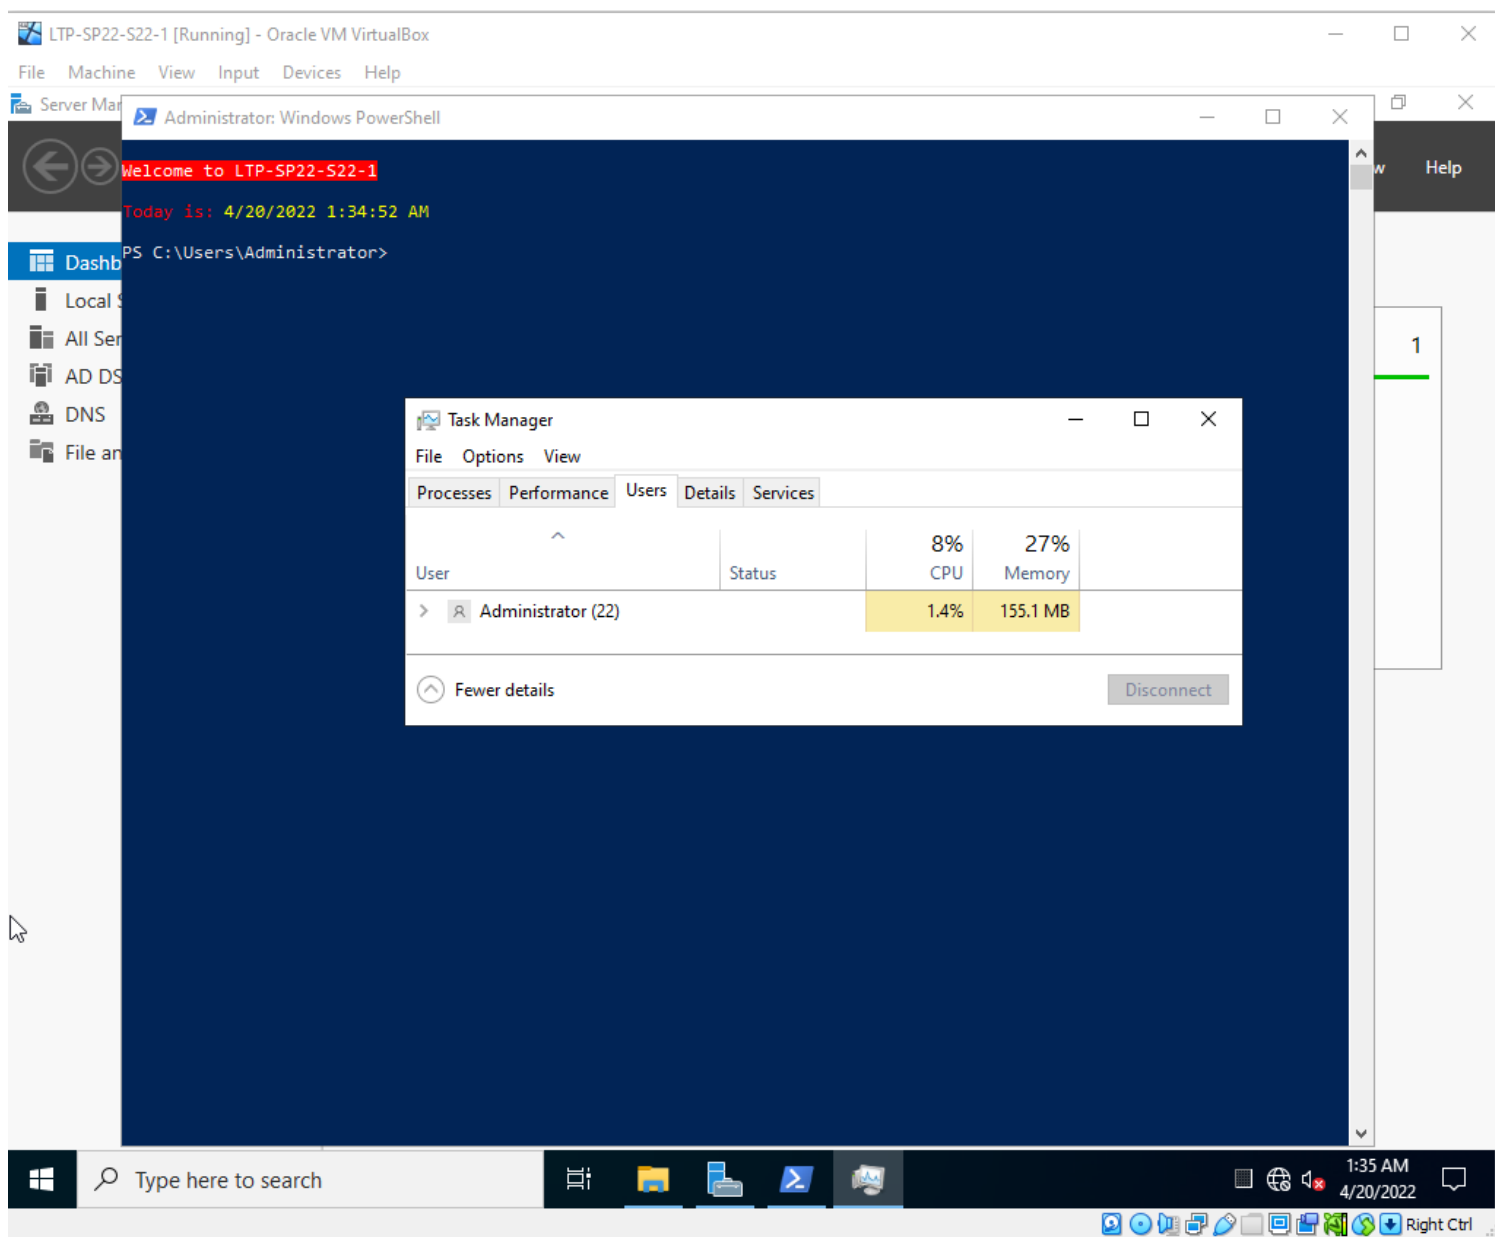 LTP-SP22-S22-1 [Running] - Oracle VM VirtualBox
File Machine View Input Devices Help
Server Mar
Administrator: Windows PowerShell
Help
Welcome to LTP-SP22-S22-1
Today is: 4/20/2022 1:34:52 AM
PS C:\Users\Administrator>
Dashb
Local S
All Ser
AD DS
DNS
File an
1
Task Manager
File Options View
Processes Performance Users Details Services
8% 27%
User Status CPU Memory
Administrator (22) 1.4% 155.1 MB
Fewer details Disconnect
Type here to search
1:35 AM
4/20/2022
Right Ctrl